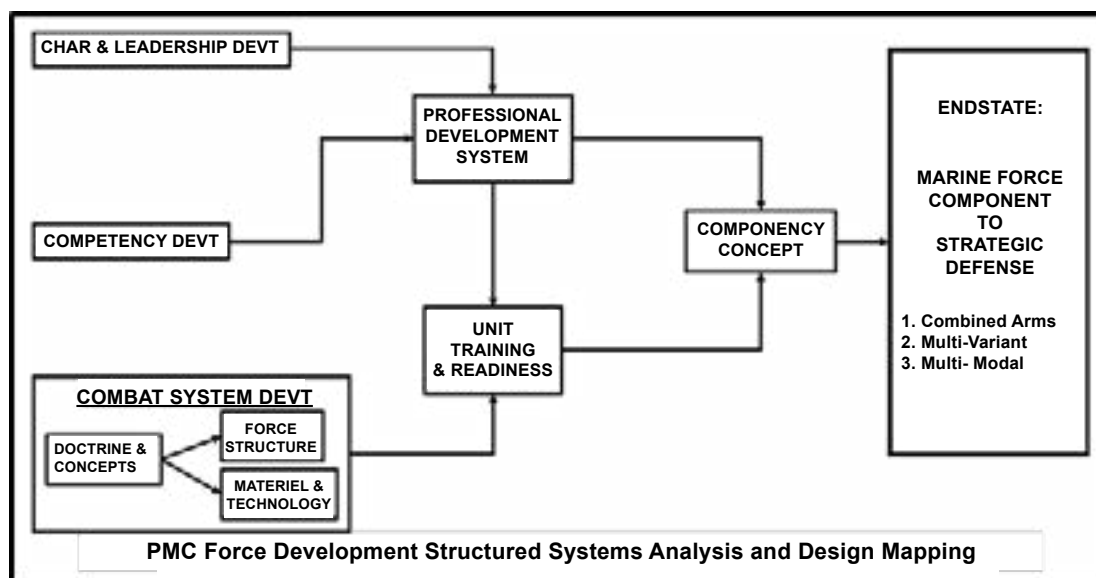 CHAR & LEADERSHIP DEVT
PROFESSIONAL
DEVELOPMENT
SYSTEM
COMPETENCY DEVT
COMPONENCY
CONCEPT
UNIT
TRAINING
& READINESS
COMBAT SYSTEM DEVT
DOCTRINE &
CONCEPTS
FORCE
STRUCTURE
MATERIEL &
TECHNOLOGY
ENDSTATE:
MARINE FORCE
COMPONENT
TO
STRATEGIC
DEFENSE
1. Combined Arms
2. Multi-Variant
3. Multi- Modal
PMC Force Development Structured Systems Analysis and Design Mapping